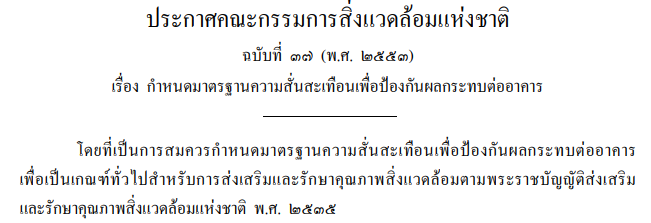 ประกาศคณะกรรมการสิ่งแวดล้อมแห่งชาติ
ฉบับที่ ๓๗ (พ.ศ. ๒๕๕๓)
เรื่อง กำหนดมาตรฐานความสั่นสะเทือนเพื่อป้องกันผลกระทบต่ออาคาร
โดยที่เป็นการสมควรกำหนดมาตรฐานความสั่นสะเทือนเพื่อป้องกันผลกระทบต่ออาคาร
เพื่อเป็นเกณฑ์ทั่วไปสำหรับการส่งเสริมและรักษาคุณภาพสิ่งแวดล้อมตามพระราชบัญญัติส่งเสริม
และรักษาคุณภาพสิ่งแวดล้อมแห่งชาติ พ.ศ. ๒๕๓๕